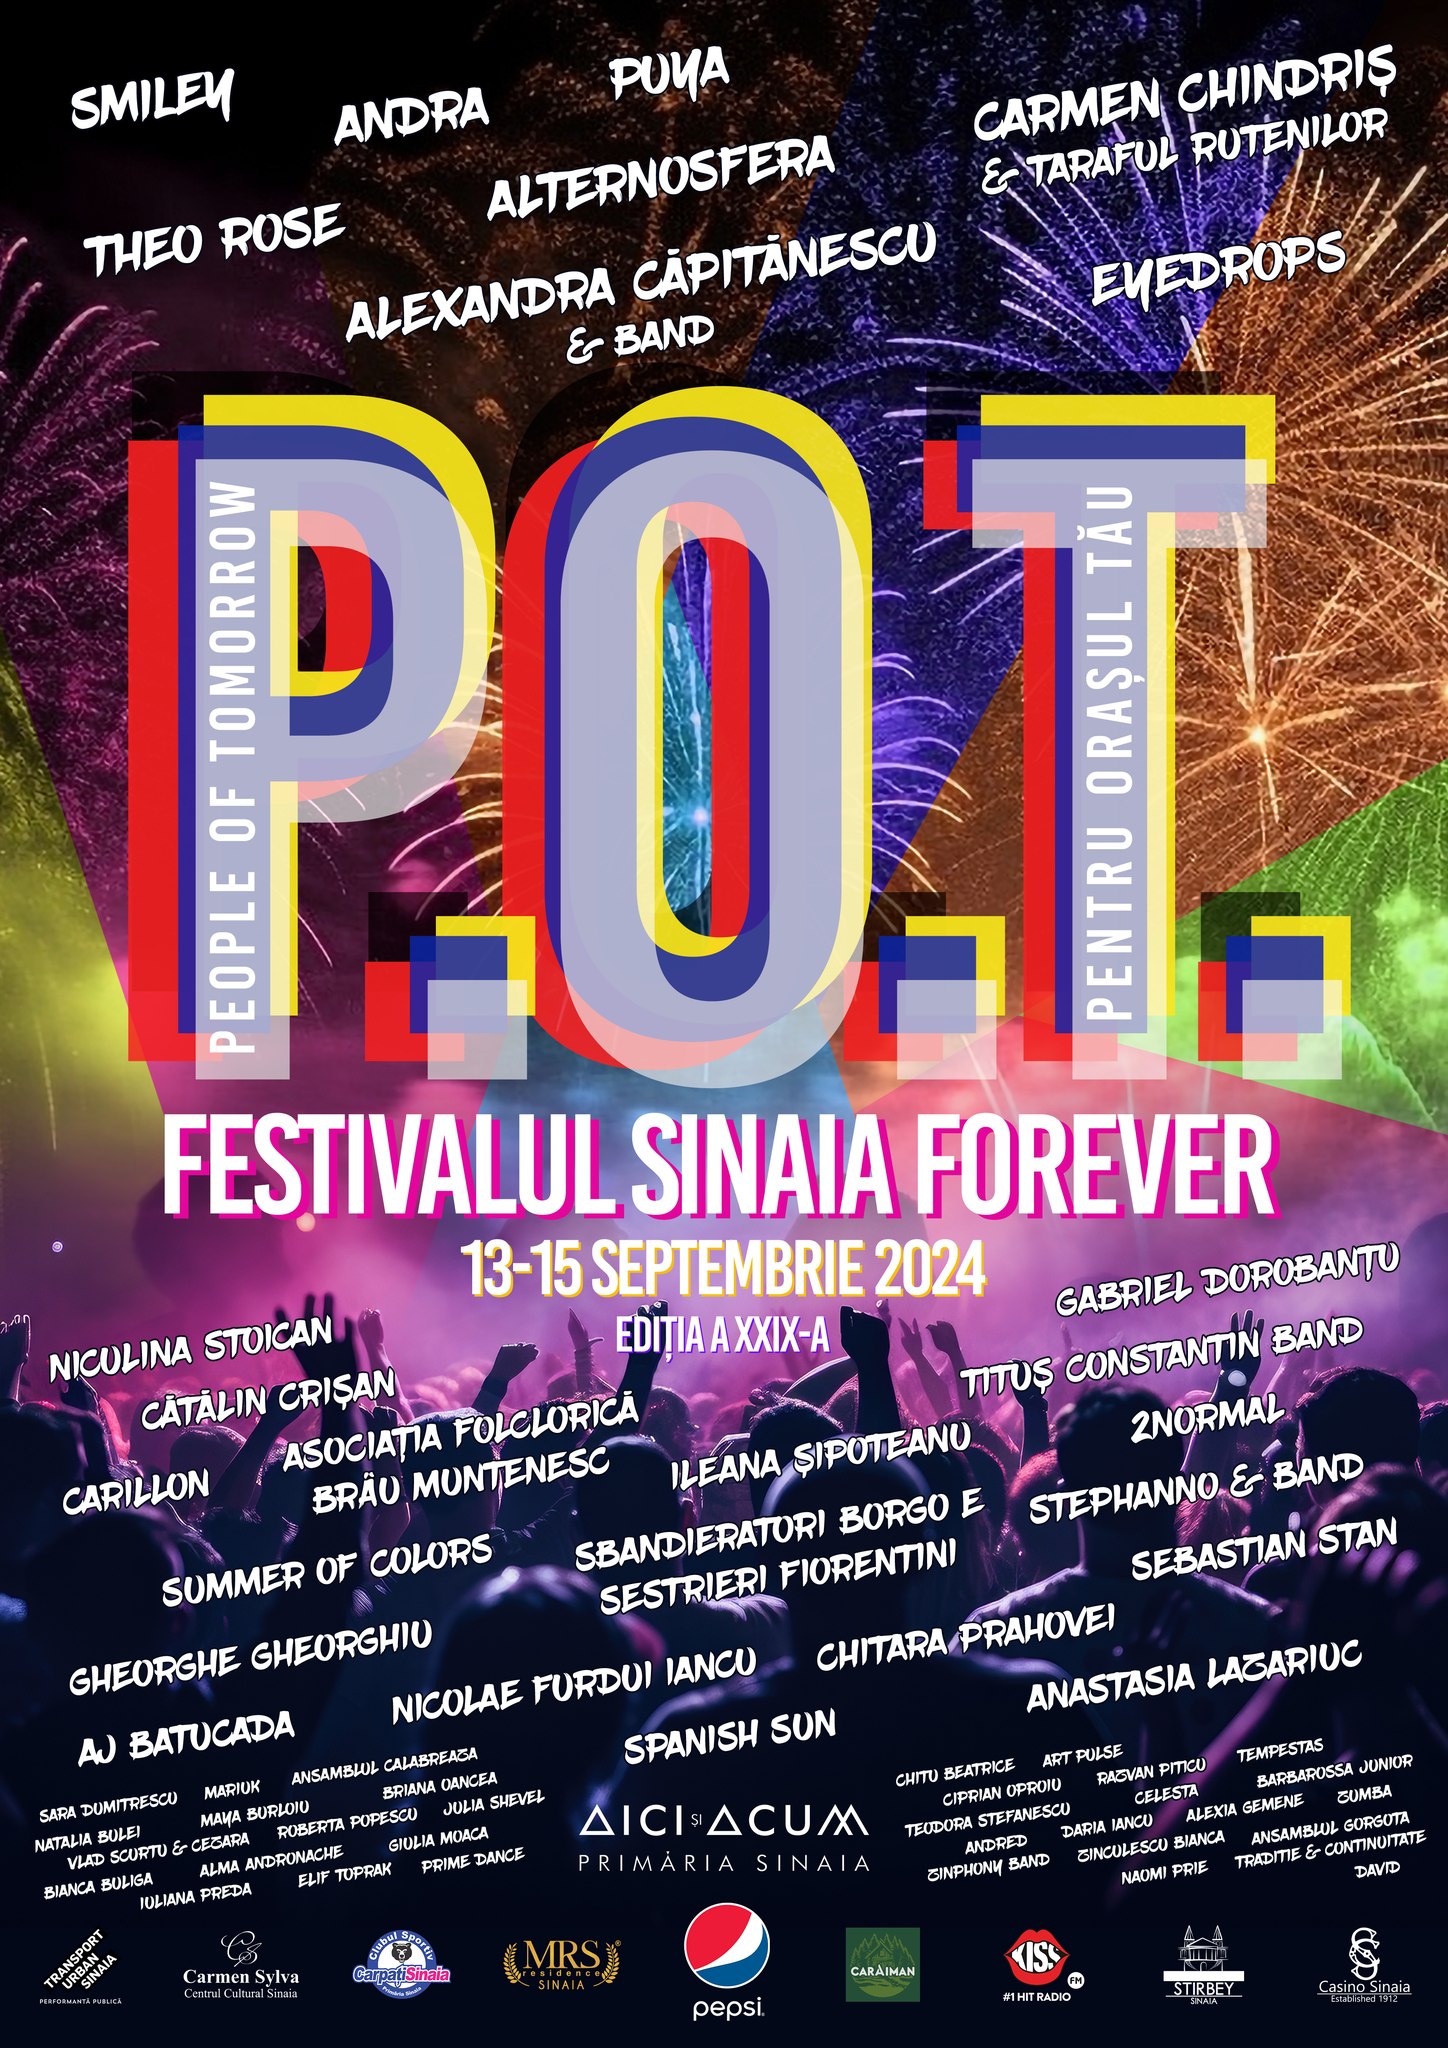 SMILEY
ANDRA
PUYA
CARMEN CHINDRIȘ
& TARAFUL RUTENILOR
ALTERNOSFERA
THEO ROSE
ALEXANDRA CĂPITĂNESCU
& BAND
EYEDROPS
P.O.T.
PEOPLE OF TOMORROW
PENTRU ORAȘUL TĂU
FESTIVALUL SINAIA FOREVER
13-15 SEPTEMBRIE 2024
EDIȚIA A XXIX-A
GABRIEL DOROBANȚU
NICULINA STOICAN
TITUȘ CONSTANTIN BAND
CĂTĂLIN CRIȘAN
2NORMAL
ASOCIAȚIA FOLCLORICĂ
BRÂU MUNTENESC
ILEANA ȘIPOTEANU
CARILLON
STEPHANNO & BAND
SBANDIERATORI BORGO E
SESTRIERI FIORENTINI
SUMMER OF COLORS
SEBASTIAN STAN
GHEORGHE GHEORGHIU
CHITARA PRAHOVEI
NICOLAE FURDUI IANCU
ANASTASIA LAZARIUC
AJ BATUCADA
SPANISH SUN
SARA DUMITRESCU
MARIUK
ANSAMBLUL CALABREAZA
NATALIA BULEI
MAYA BURLOIU
BRIANA OANCEA
VLAD SCURTU & CEZARA
ROBERTA POPESCU
JULIA SHEVEL
BIANCA BULIGA
ALMA ANDRONACHE
GIULIA MOACA
IULIANA PREDA
ELIF TOPRAK
PRIME DANCE
AICI ȘI ACUM
PRIMĂRIA SINAIA
CHITU BEATRICE
ART PULSE
TEMPESTAS
CIPRIAN OPROIU
RAZVAN PITICU
BARBAROSSA JUNIOR
TEODORA STEFANESCU
CELESTA
ZUMBA
ANDRED
DARIA IANCU
ALEXIA GEMENE
ZINPHONY BAND
ZINCULESCU BIANCA
ANSAMBLUL GORGOTA
NAOMI PRIE
TRADITIE & CONTINUITATE
DAVID
TRANSPORT
URBAN
SINAIA
PERFORMANTĂ PUBLICĂ
Carmen Sylva
Centrul Cultural Sinaia
Clubul Sportiv
CarpațiSinaia
Primăria Sinaia
MRS®
residence
SINAIA
pepsi
CARAIMAN
KISS
FM
#1 HIT RADIO
STIRBEY
SINAIA
Casino Sinaia
Established 1912